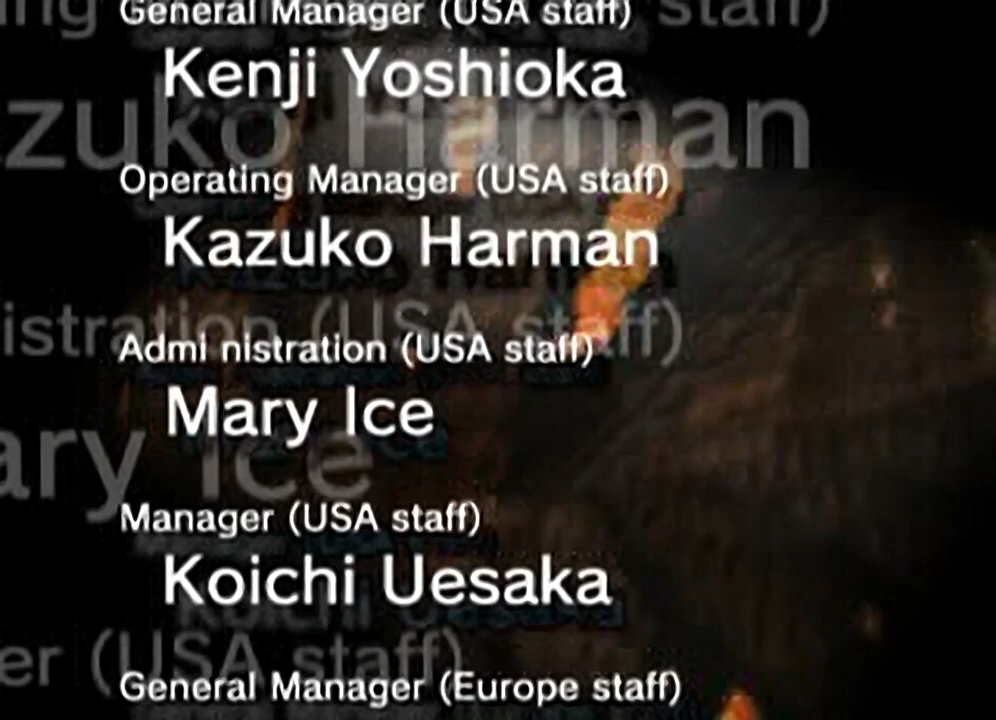 General Manager (USA staff)
Kenji Yoshioka
Operating Manager (USA staff)
Kazuko Harman
Admi nistration (USA staff)
Mary Ice
Manager (USA staff)
Koichi Uesaka
General Manager (Europe staff)